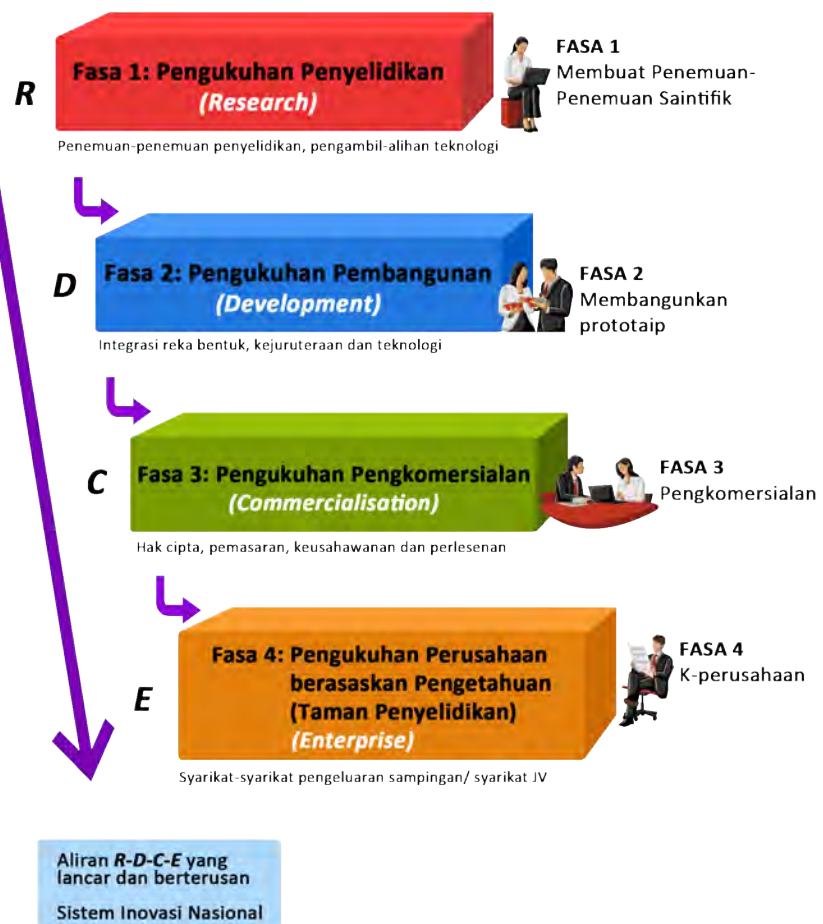 R
Fasa 1: Pengukuhan Penyelidikan
(Research)
FASA 1
Membuat Penemuan-
Penemuan Saintifik
Penemuan-penemuan penyelidikan, pengambil-alihan teknologi
D
Fasa 2: Pengukuhan Pembangunan
(Development)
FASA 2
Membangunkan
prototaip
Integrasi reka bentuk, kejuruteraan dan teknologi
C
Fasa 3: Pengukuhan Pengkomersialan
(Commercialisation)
FASA 3
Pengkomersialan
Hak cipta, pemasaran, keusahawanan dan perlesenan
E
Fasa 4: Pengukuhan Perusahaan
berasaskan Pengetahuan
(Taman Penyelidikan)
(Enterprise)
FASA 4
K-perusahaan
Syarikat-syarikat pengeluaran sampingan/ syarikat JV
Aliran R-D-C-E yang
lancar dan berterusan
Sistem Inovasi Nasional